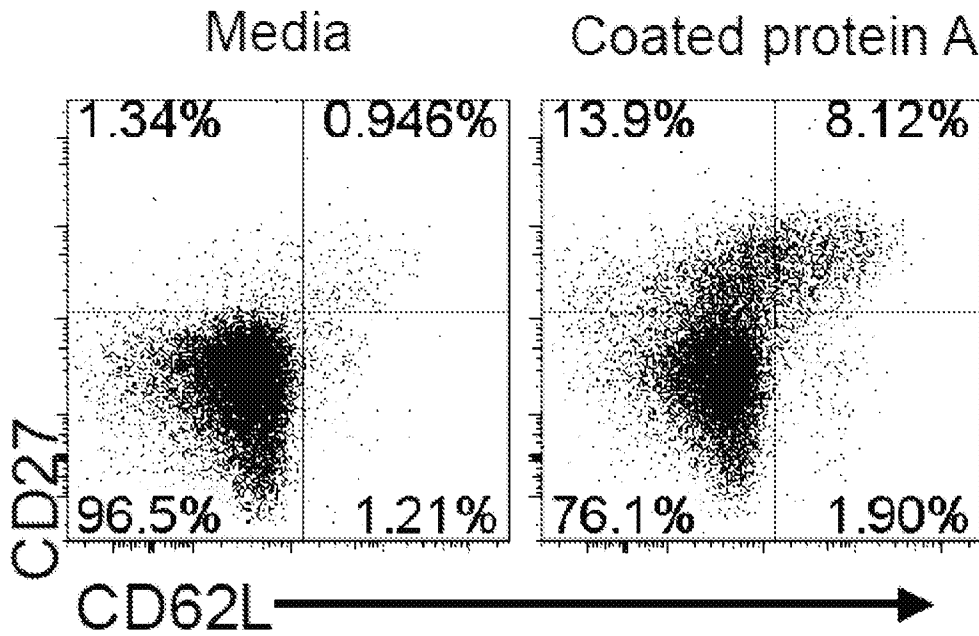 Media
Coated protein A
1.34% 0.946%
13.9% 8.12%
96.5% 1.21%
76.1% 1.90%
CD27
CD62L